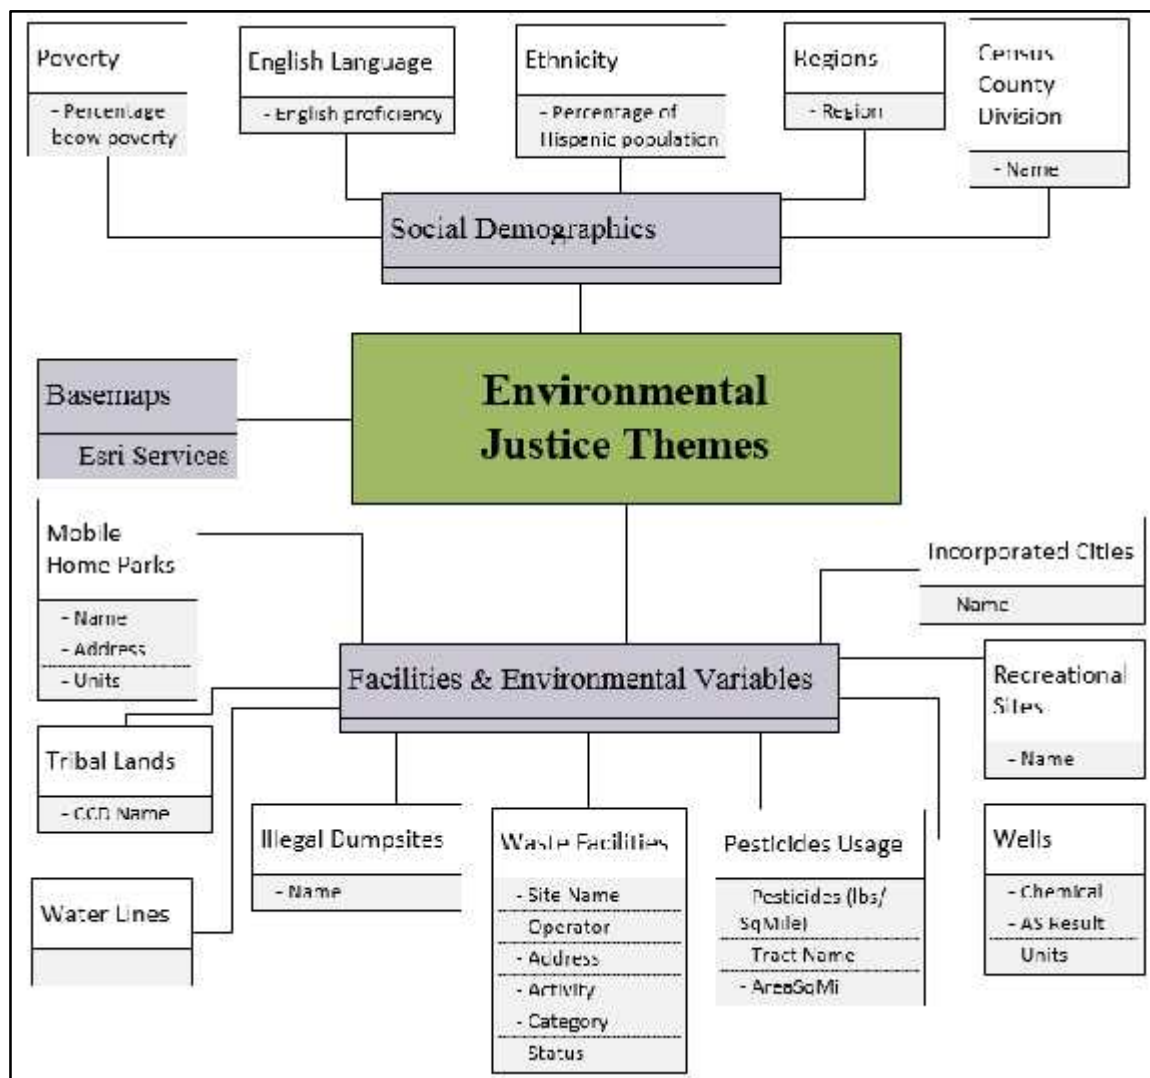 Poverty
- Percentage
beow poverty
English Language
- English proficiency
Ethnicity
- Percentage of
Hispanic population
Regions
- Region
Census
County
Division
- Name
Social Demographics
Basemaps
Esri Services
Environmental
Justice Themes
Mobile
Home Parks
- Name
- Address
- Units
Incorporated Cities
Name
Facilities & Environmental Variables
Recreational
Sites
- Name
Tribal Lands
- CCD Name
Illegal Dumpsites
- Name
Waste Facilities
- Site Name
Operator
- Address
- Activity
- Category
Status
Pesticides Usage
Pesticides (lbs/
SqMile)
Tract Name
- AreaSqMi
Wells
- Chemical
- AS Result
Units
Water Lines